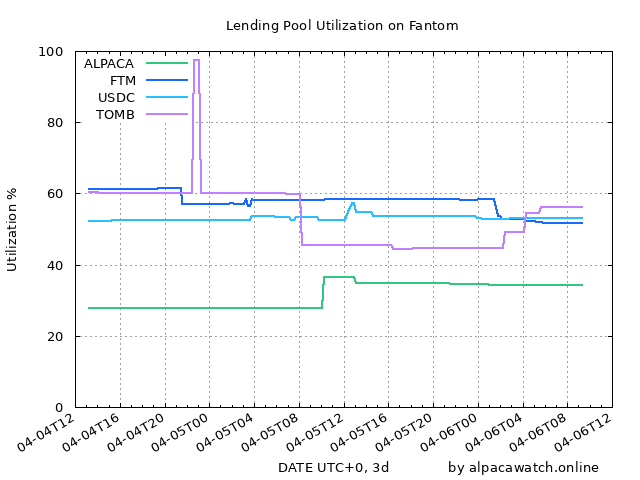 Lending Pool Utilization on Fantom
100
80
60
40
20
0
Utilization %
ALPACA
FTM
USDC
TOMB
04-04T12
04-04T16
04-04T20
04-05T00
04-05T04
04-05T08
04-05T12
04-05T16
04-05T20
04-06T00
04-06T04
04-06T08
04-06T12
DATE UTC+0, 3d
by alpacawatch.online